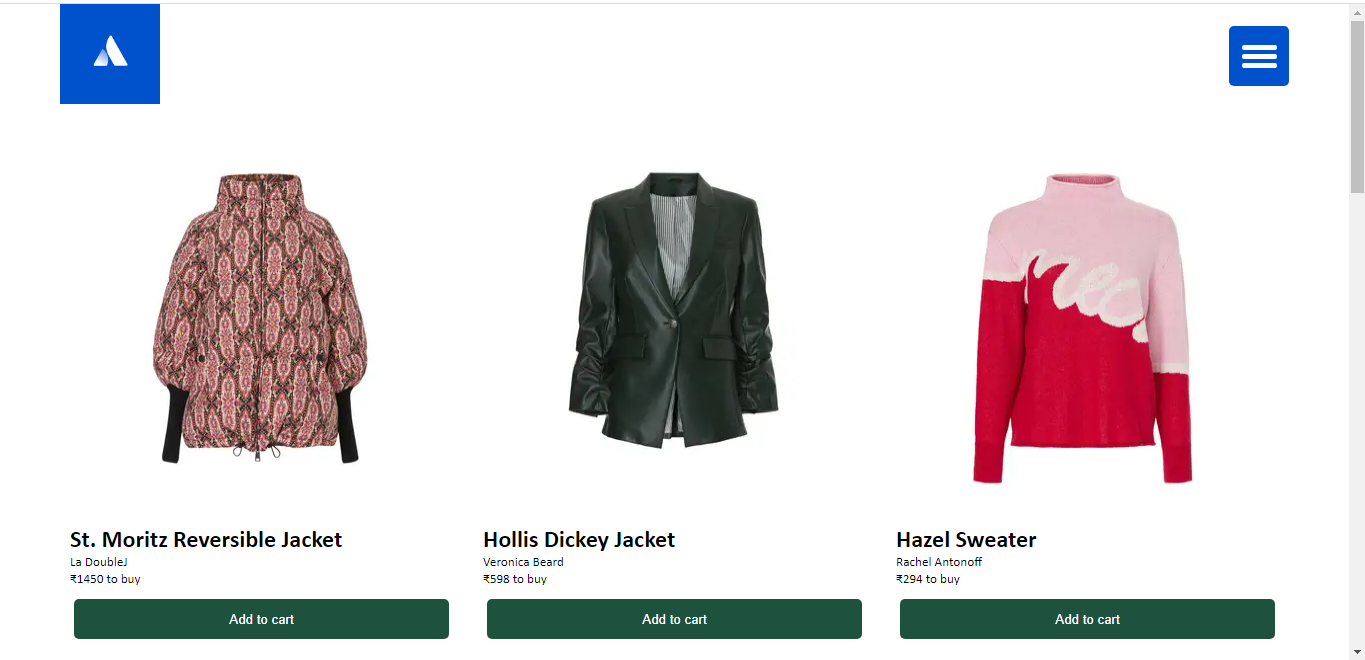 St. Moritz Reversible Jacket
La DoubleJ
₹1450 to buy
Add to cart
Hollis Dickey Jacket
Veronica Beard
₹598 to buy
Add to cart
Hazel Sweater
Rachel Antonoff
₹294 to buy
Add to cart